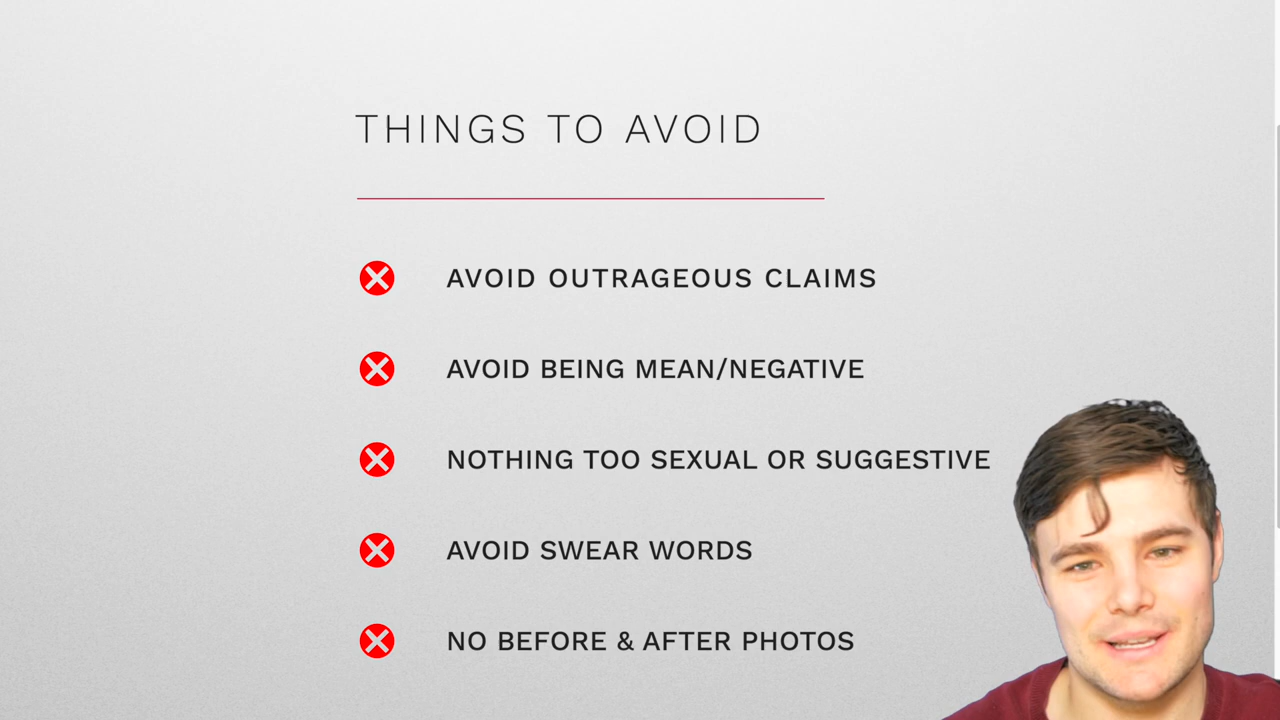 THINGS TO AVOID
AVOID OUTRAGEOUS CLAIMS
AVOID BEING MEAN/NEGATIVE
NOTHING TOO SEXUAL OR SUGGESTIVE
AVOID SWEAR WORDS
NO BEFORE & AFTER PHOTOS